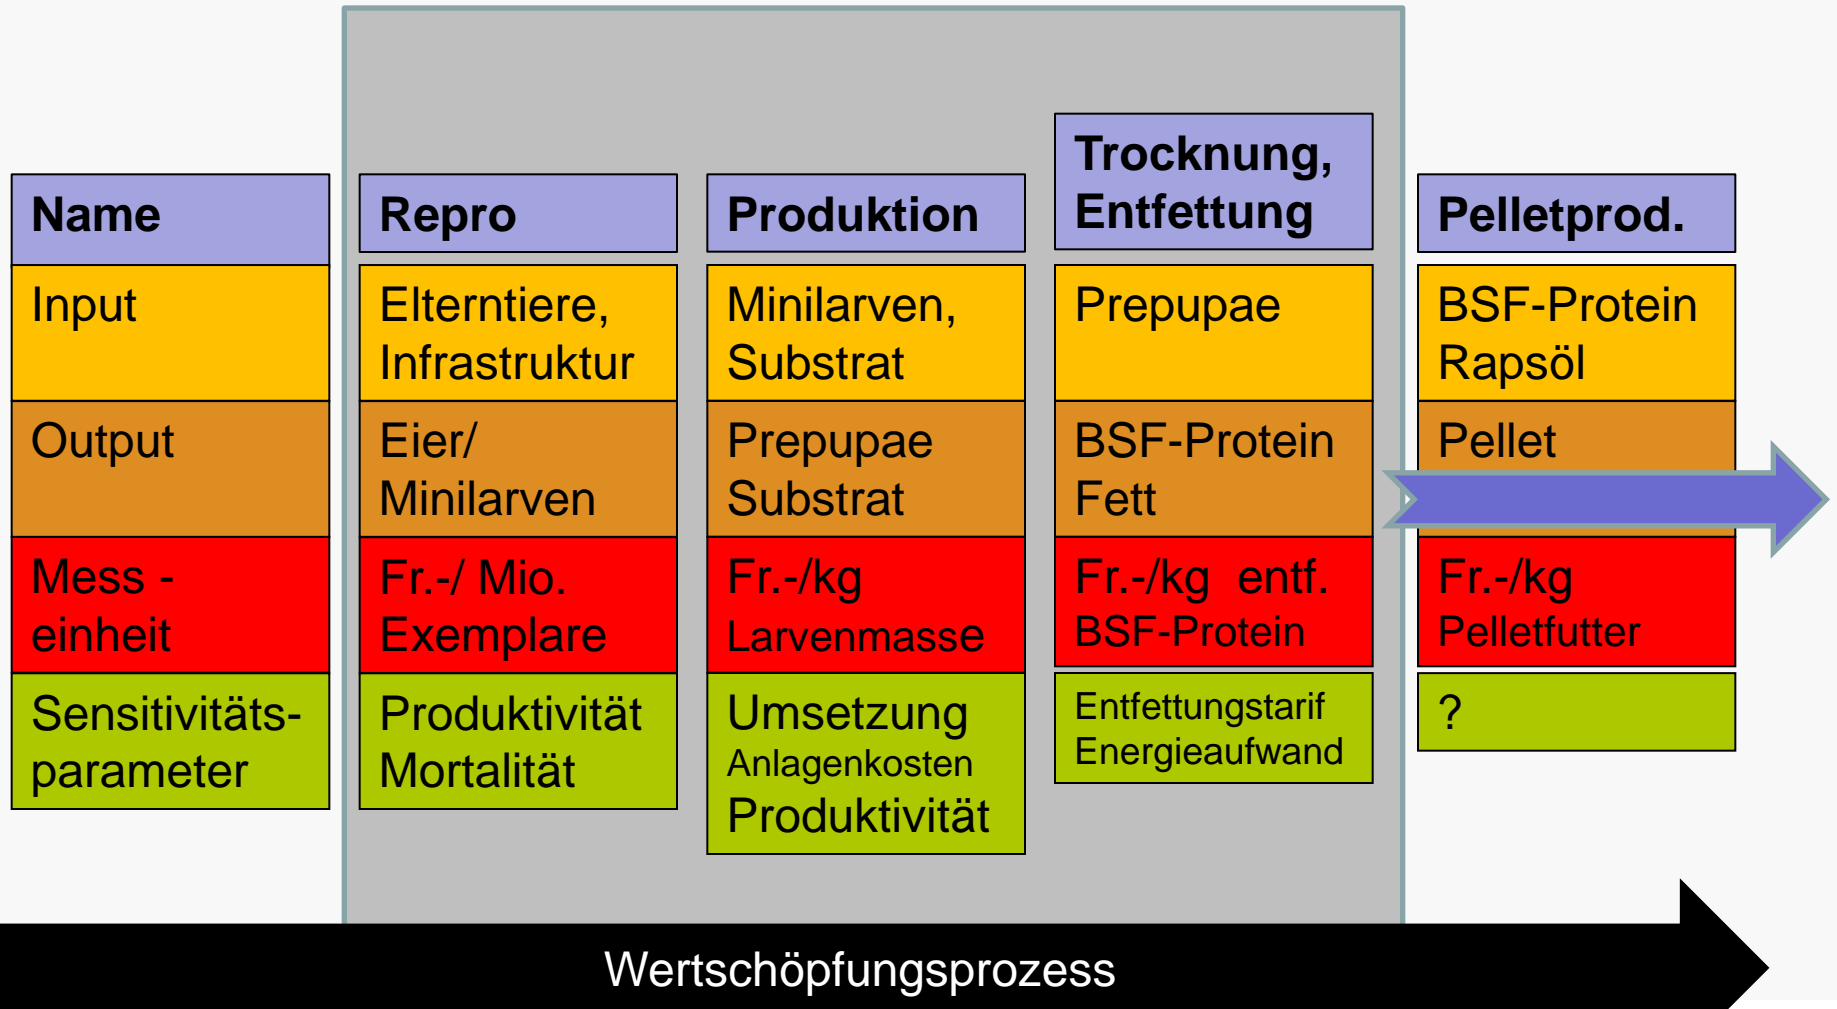 Name
Input
Output
Mess -
einheit
Sensitivitäts-
parameter
Repro
Elterntiere,
Infrastruktur
Eier/
Minilarven
Fr.-/ Mio.
Exemplare
Produktivität
Mortalität
Produktion
Minilarven,
Substrat
Prepupae
Substrat
Fr.-/kg
Larvenmasse
Umsetzung
Anlagenkosten
Produktivität
Trocknung,
Entfettung
Prepupae
BSF-Protein
Fett
Fr.-/kg entf.
BSF-Protein
Entfettungstarif
Energieaufwand
Pelletprod.
BSF-Protein
Rapsöl
Pellet
Fr.-/kg
Pelletfutter
?
Wertschöpfungsprozess